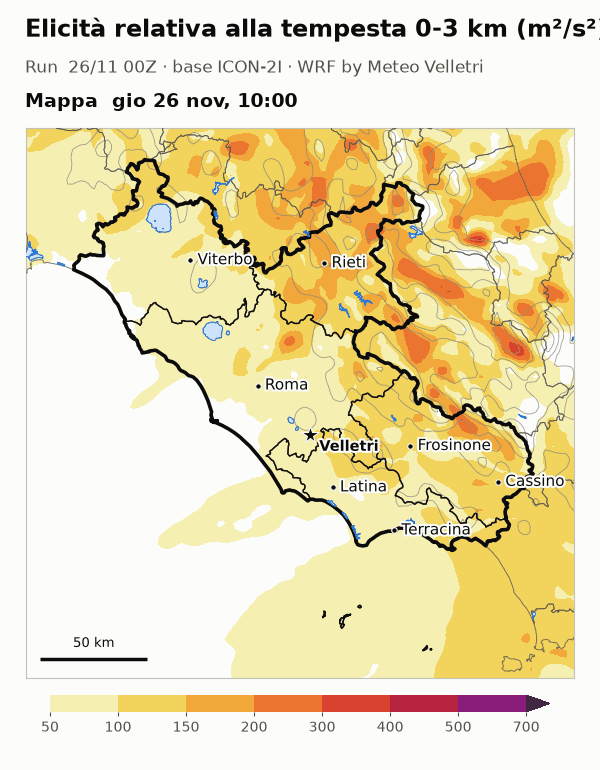 Elicità relativa alla tempesta 0-3 km (m²/s²)
Run  26/11 00Z · base ICON-2I · WRF by Meteo Velletri
Mappa  gio 26 nov, 10:00
Viterbo
Rieti
Roma
Velletri
Frosinone
Cassino
Latina
Terracina
50 km
50 100 150 200 300 400 500 700